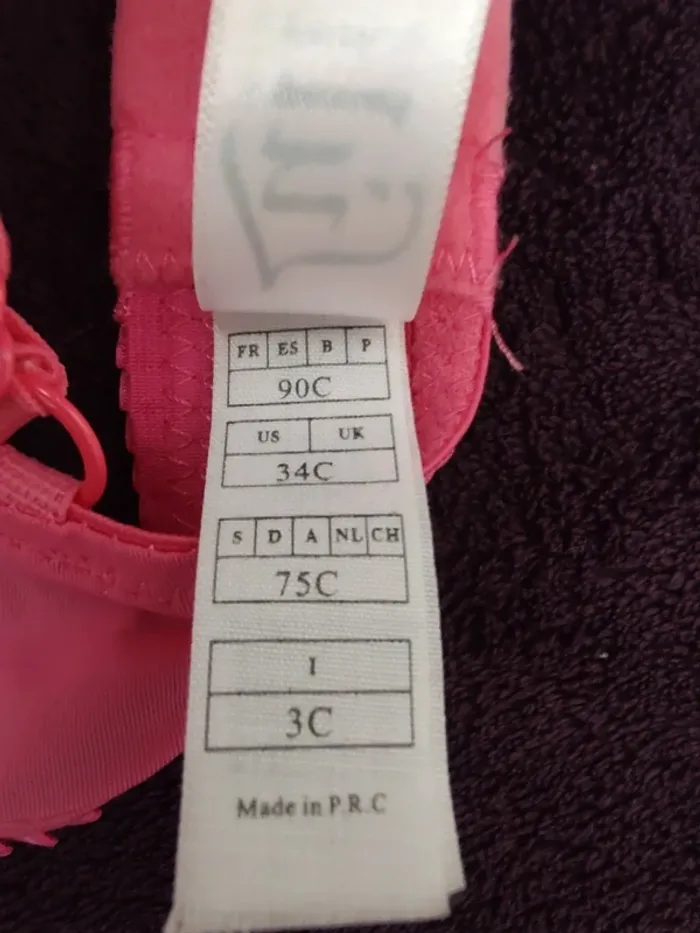 FR ES B P
90C
US UK
34C
S D A NL CH
75C
I
3C
Made in P.R.C